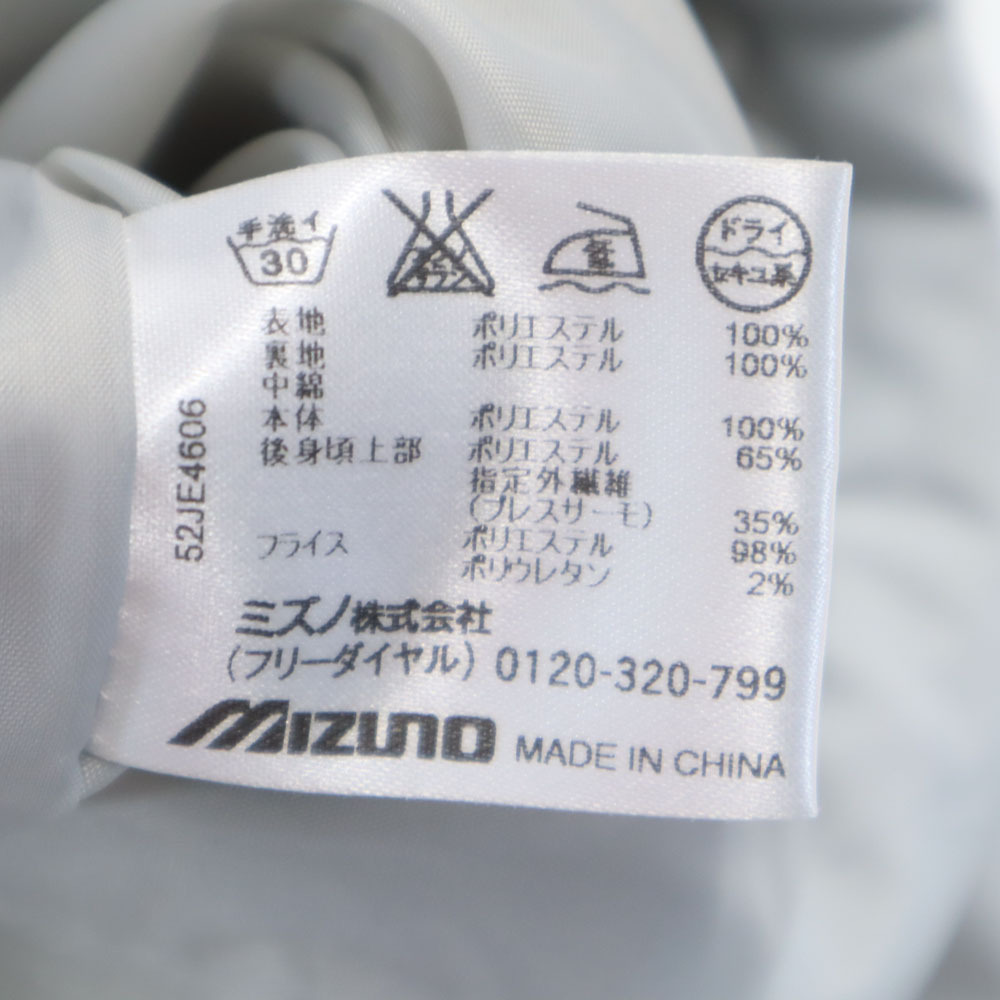 手洗イ
30
ドライ
セキユ系
表地 ポリエステル 100%
裏地 ポリエステル 100%
中綿
本体 ポリエステル 100%
後身頃上部 ポリエステル 65%
指定外繊維
(ブレスサーモ) 35%
フライス ポリエステル 98%
ポリウレタン 2%
ミズノ株式会社
(フリーダイヤル) 0120-320-799
MIZUNO MADE IN CHINA
52JE4606